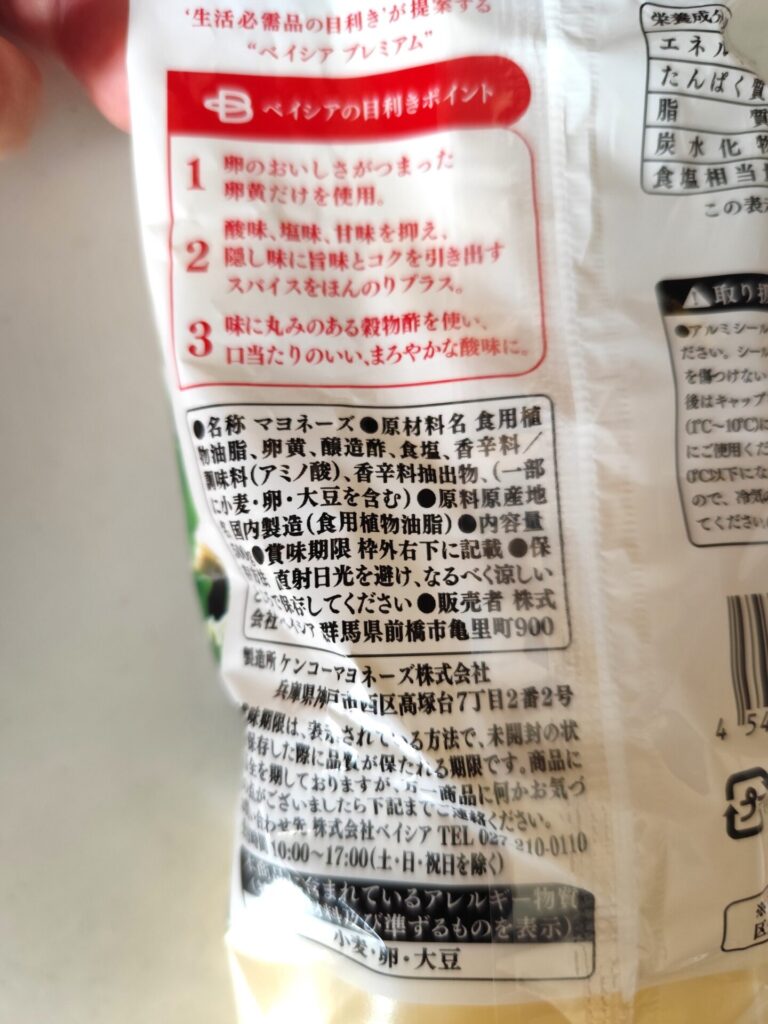 ‘生活必需品の目利き’が提案する
“ベイシア プレミアム”
ベイシアの目利きポイント
1 卵のおいしさがつまった
卵黄だけを使用。
2 酸味、塩味、甘味を抑え、
隠し味に旨味とコクを引き出す
スパイスをほんのりプラス。
3 味に丸みのある穀物酢を使い、
口当たりのいい、まろやかな酸味に。
●名称 マヨネーズ●原材料名 食用植
物油脂、卵黄、醸造酢、食塩、香辛料／
調味料(アミノ酸)、香辛料抽出物、(一部
に小麦・卵・大豆を含む)●原料原産地
国内製造(食用植物油脂)●内容量
●賞味期限 枠外右下に記載●保
直射日光を避け、なるべく涼しい
保存してください●販売者 株式
会社ベイシア 群馬県前橋市亀里町900
製造所 ケンコーマヨネーズ株式会社
兵庫県神戸市西区高塚台7丁目2番2号
味期限は、表示されている方法で、未開封の状
保存した際に品質が保たれる期限です。商品に
を期しておりますが、万一商品に何かお気づ
がございましたら下記までご連絡ください。
合わせ先 株式会社ベイシア TEL 027-210-0110
10:00〜17:00(土・日・祝日を除く)
含まれているアレルギー物質
及び準ずるものを表示)
小麦・卵・大豆
栄養成分
エネル
たんぱく質
脂 質
炭水化物
食塩相当量
この表示
取り扱
●アルミシール
ださい。シール
を傷つけない
後はキャップ
(1℃〜10℃)に
にご使用くだ
0℃以下にな
ので、冷気の
てください。
4 54
※
区